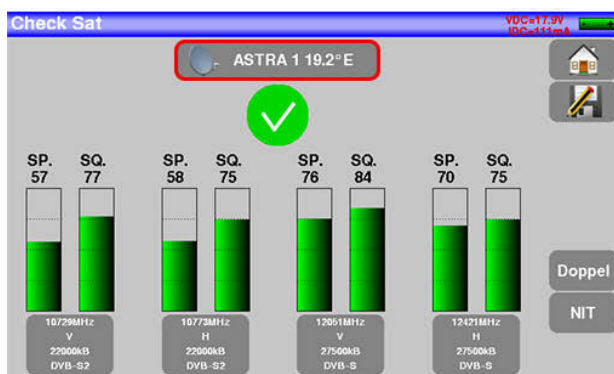 Check Sat
VDC=17.9V
IDC=111mA
ASTRA 1 19.2°E
SP. SQ. SP. SQ. SP. SQ. SP. SQ.
57 77 58 75 76 84 70 75
10729MHz 10773MHz 12051MHz 12421MHz
V H V H
22000kB 22000kB 27500kB 27500kB
DVB-S2 DVB-S2 DVB-S DVB-S
Doppel
NIT